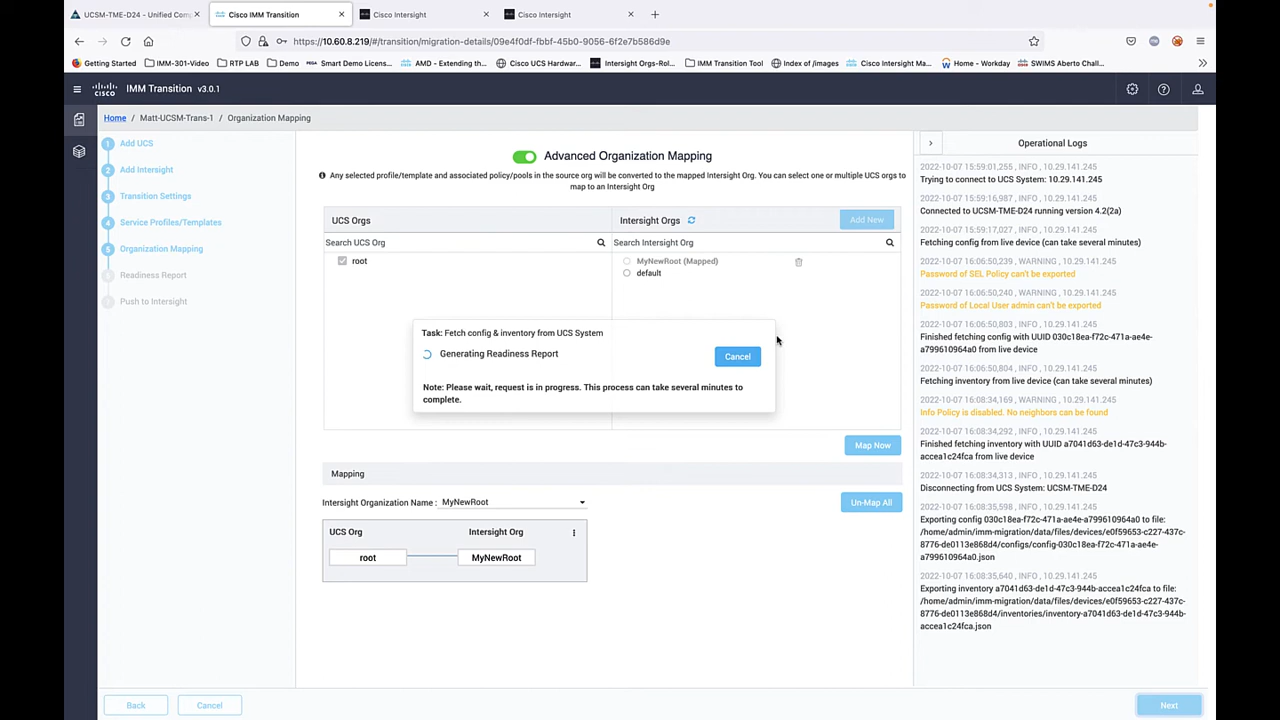 UCSM-TME-D24 - Unified Comp
Cisco IMM Transition
Cisco Intersight
Cisco Intersight
https://10.60.8.219/#/transition/migration-details/09e4f0df-fbbf-45b0-9056-6f2e7b586d9e
Getting Started
IMM-301-Video
RTP LAB
Demo
Smart Demo Licens...
AMD - Extending th...
Cisco UCS Hardwar...
Intersight Orgs-Rol...
IMM Transition Tool
Index of /images
Cisco Intersight Ma...
Home - Workday
SWIMS Aberto Chall...
cisco
IMM Transition v3.0.1
Home / Matt-UCSM-Trans-1 / Organization Mapping
1 Add UCS
2 Add Intersight
3 Transition Settings
4 Service Profiles/Templates
5 Organization Mapping
Readiness Report
Push to Intersight
Advanced Organization Mapping
Any selected profile/template and associated policy/pools in the source org will be converted to the mapped Intersight Org. You can select one or multiple UCS orgs to
map to an Intersight Org
UCS Orgs
Intersight Orgs
Add New
Search UCS Org
Search Intersight Org
root
MyNewRoot (Mapped)
default
Task: Fetch config & inventory from UCS System
Generating Readiness Report
Cancel
Note: Please wait, request is in progress. This process can take several minutes to
complete.
Map Now
Mapping
Intersight Organization Name : MyNewRoot
Un-Map All
UCS Org
Intersight Org
root
MyNewRoot
Operational Logs
2022-10-07 15:59:01,255, INFO , 10.29.141.245
Trying to connect to UCS System: 10.29.141.245
2022-10-07 15:59:16,987 , INFO , 10.29.141.245
Connected to UCSM-TME-D24 running version 4.2(2a)
2022-10-07 15:59:17,027 , INFO , 10.29.141.245
Fetching config from live device (can take several minutes)
2022-10-07 16:06:50,239 , WARNING , 10.29.141.245
Password of SEL Policy can't be exported
2022-10-07 16:06:50,240 , WARNING , 10.29.141.245
Password of Local User admin can't be exported
2022-10-07 16:06:50,803 , INFO , 10.29.141.245
Finished fetching config with UUID 030c18ea-f72c-471a-ae4e-
a799610964a0 from live device
2022-10-07 16:06:50,804 , INFO , 10.29.141.245
Fetching inventory from live device (can take several minutes)
2022-10-07 16:08:34,169 , WARNING , 10.29.141.245
Info Policy is disabled. No neighbors can be found
2022-10-07 16:08:34,292 , INFO , 10.29.141.245
Finished fetching inventory with UUID a7041d63-de1d-47c3-944b-
accea1c24fca from live device
2022-10-07 16:08:34,313 , INFO , 10.29.141.245
Disconnecting from UCS System: UCSM-TME-D24
2022-10-07 16:08:35,598 , INFO , 10.29.141.245
Exporting config 030c18ea-f72c-471a-ae4e-a799610964a0 to file:
/home/admin/imm-migration/data/files/devices/e0f59653-c227-437c-
8776-de0113e868d4/configs/config-030c18ea-f72c-471a-ae4e-
a799610964a0.json
2022-10-07 16:08:35,640 , INFO , 10.29.141.245
Exporting inventory a7041d63-de1d-47c3-944b-accea1c24fca to file:
/home/admin/imm-migration/data/files/devices/e0f59653-c227-437c-
8776-de0113e868d4/inventories/inventory-a7041d63-de1d-47c3-944b-
accea1c24fca.json
Back
Cancel
Next